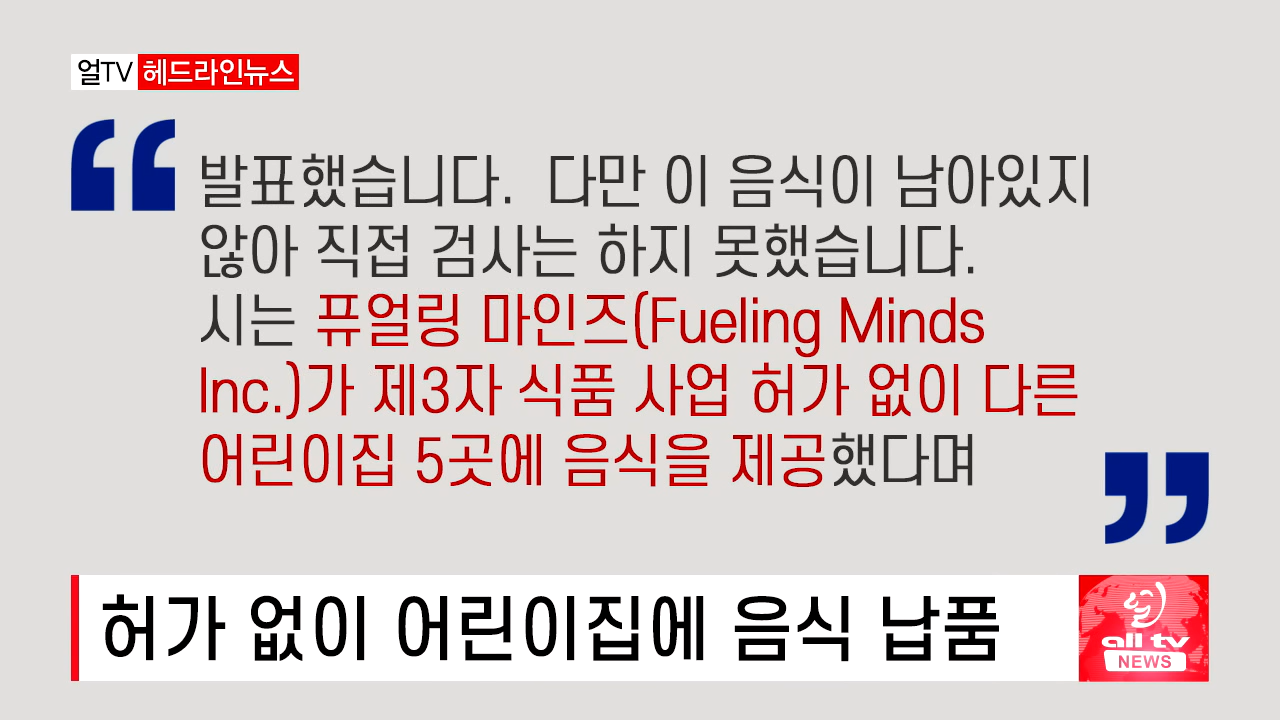 얼TV 헤드라인뉴스
발표했습니다. 다만 이 음식이 남아있지
않아 직접 검사는 하지 못했습니다.
시는 퓨얼링 마인즈(Fueling Minds
Inc.)가 제3자 식품 사업 허가 없이 다른
어린이집 5곳에 음식을 제공했다며
허가 없이 어린이집에 음식 납품
all tv
NEWS